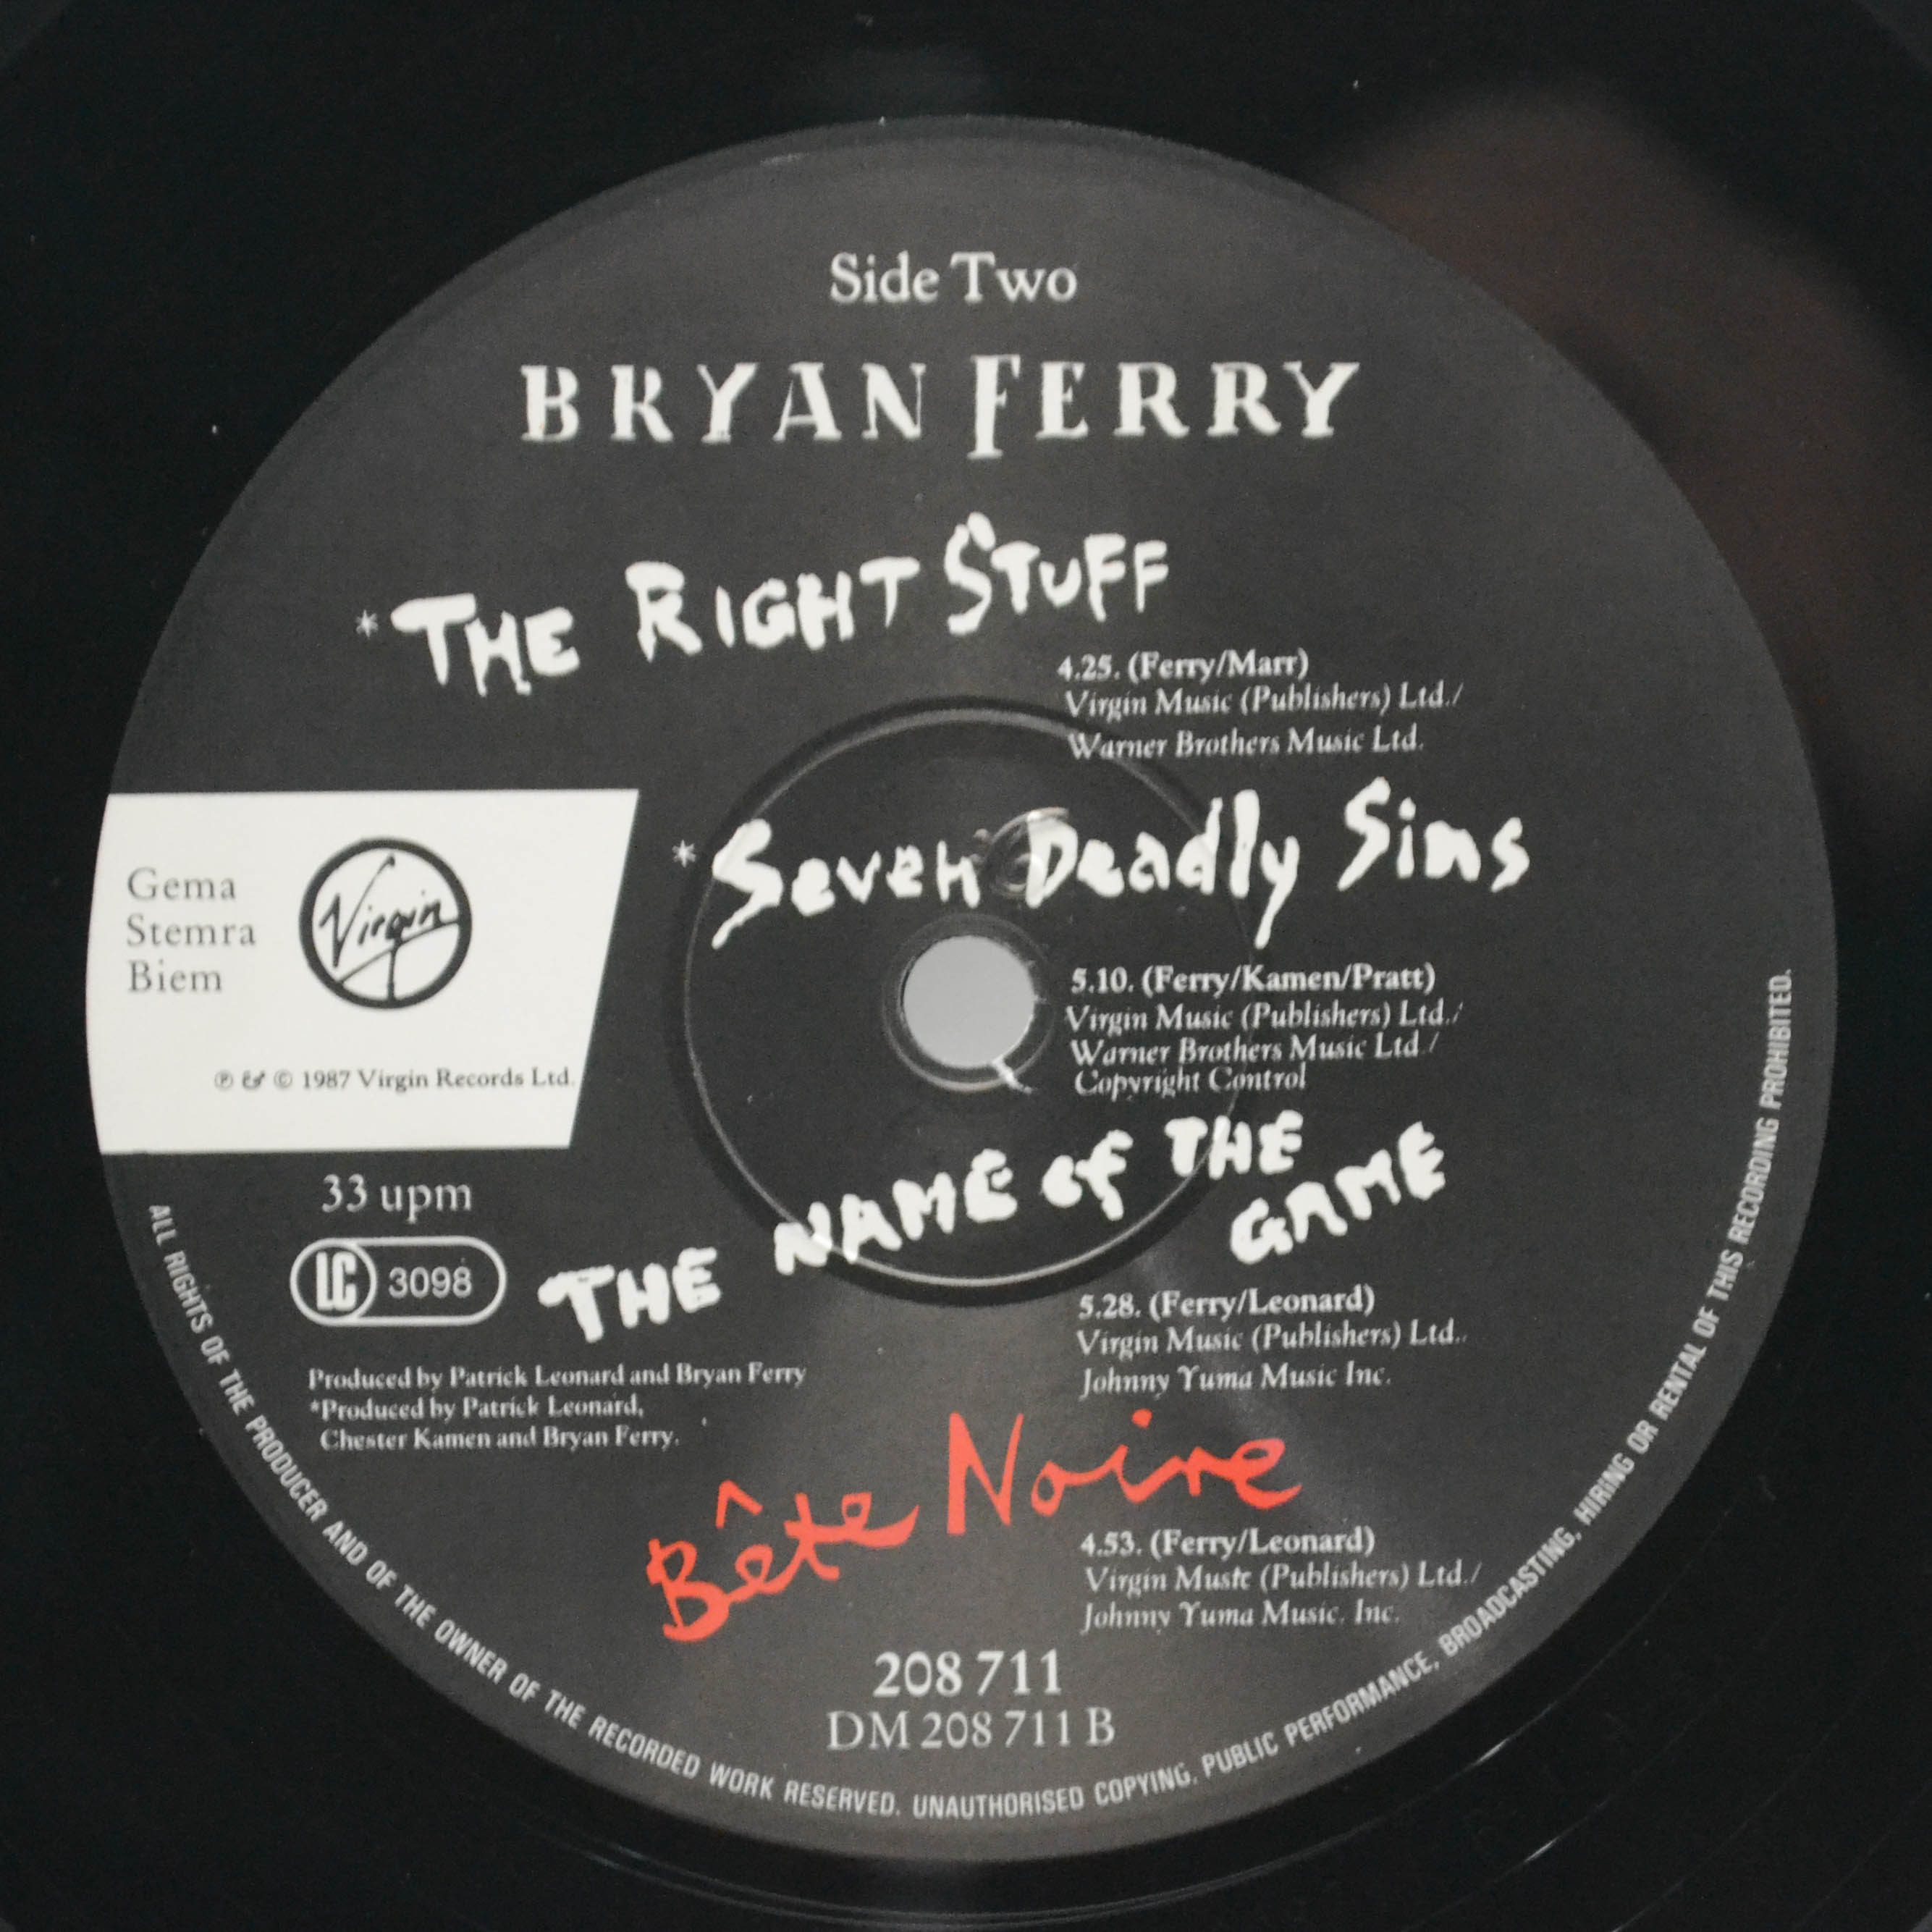 Side Two
BRYAN FERRY
*THE RIGHT STUFF
4.25. (Ferry/Marr)
Virgin Music (Publishers) Ltd./
Warner Brothers Music Ltd.
*Seven Deadly Sins
5.10. (Ferry/Kamen/Pratt)
Virgin Music (Publishers) Ltd./
Warner Brothers Music Ltd./
Copyright Control
Gema
Stemra
Biem
Virgin
℗ & © 1987 Virgin Records Ltd.
THE NAME of THE
GAME
5.28. (Ferry/Leonard)
Virgin Music (Publishers) Ltd..
Johnny Yuma Music Inc.
33 upm
LC 3098
Produced by Patrick Leonard and Bryan Ferry
*Produced by Patrick Leonard,
Chester Kamen and Bryan Ferry.
Bête Noire
4.53. (Ferry/Leonard)
Virgin Music (Publishers) Ltd./
Johnny Yuma Music. Inc.
208 711
DM 208 711 B
ALL RIGHTS OF THE PRODUCER AND OF THE OWNER OF THE RECORDED WORK RESERVED. UNAUTHORISED COPYING, PUBLIC PERFORMANCE, BROADCASTING, HIRING OR RENTAL OF THIS RECORDING PROHIBITED.